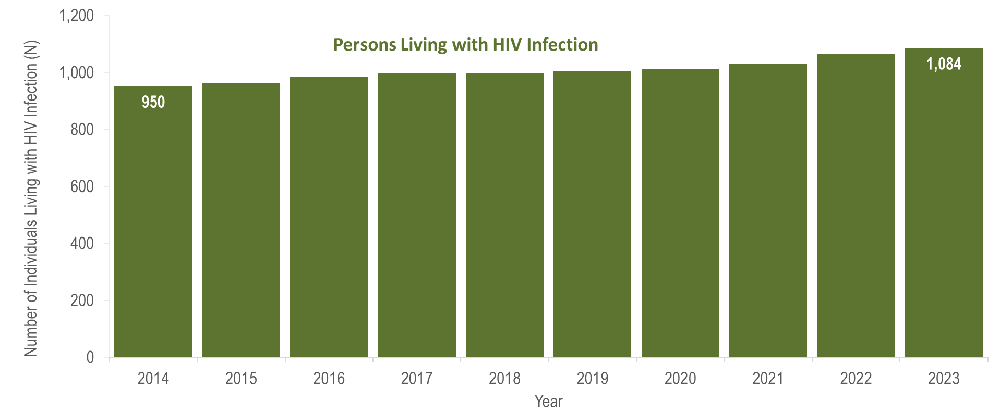 Persons Living with HIV Infection
Number of Individuals Living with HIV Infection (N)
1,200
1,000
800
600
400
200
0
950
1,084
2014 2015 2016 2017 2018 2019 2020 2021 2022 2023
Year